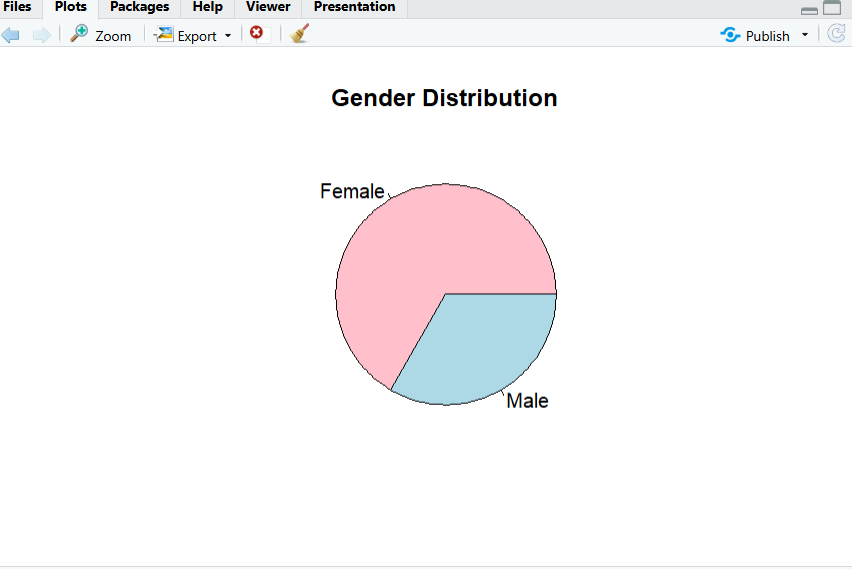 Files Plots Packages Help Viewer Presentation
Zoom Export Publish
Gender Distribution
Female
Male